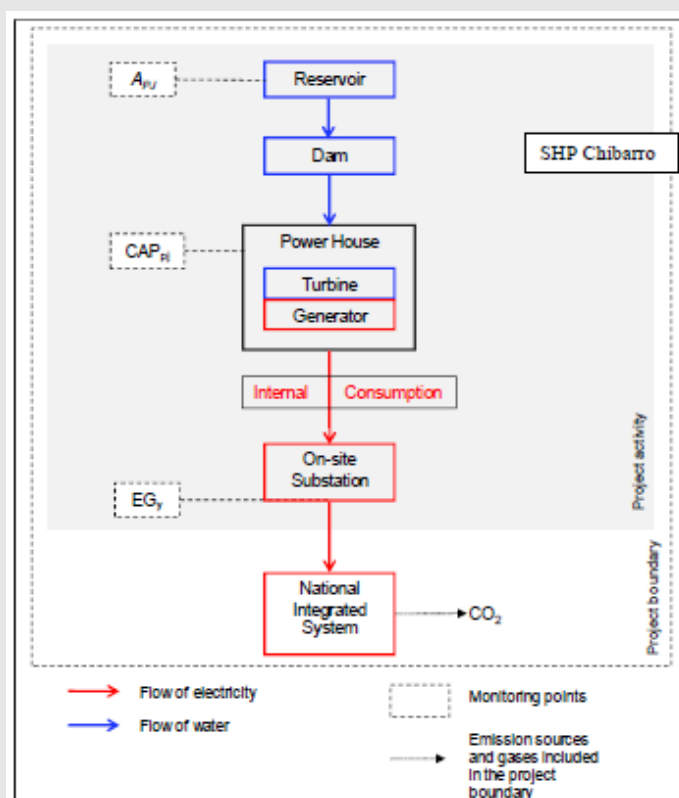 A_PJ
Reservoir
Dam
SHP Chibarro
CAP_pj
Power House
Turbine
Generator
Internal Consumption
On-site
Substation
EG_y
Project activity
National
Integrated
System
CO₂
Project boundary
Flow of electricity
Flow of water
Monitoring points
Emission sources
and gases included
in the project
boundary